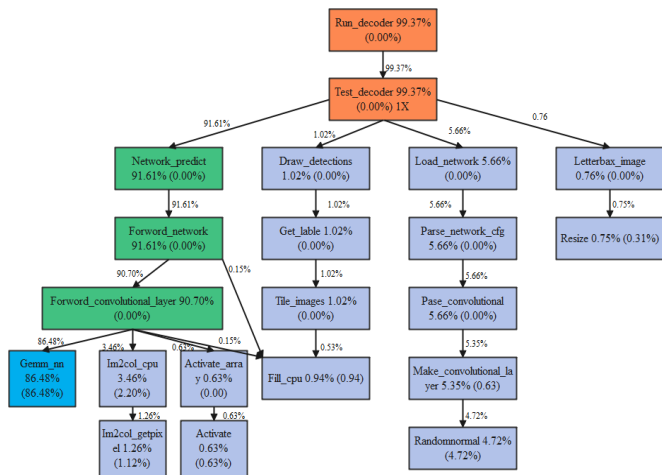 Run_decoder 99.37%
(0.00%)
99.37%
Test_decoder 99.37%
(0.00%) 1X
91.61%
1.02%
5.66%
0.76
Network_predict
91.61% (0.00%)
Draw_detections
1.02% (0.00%)
Load_network 5.66%
(0.00%)
Letterbax_image
0.76% (0.00%)
91.61%
1.02%
5.66%
0.75%
Forword_network
91.61% (0.00%)
Get_lable 1.02%
(0.00%)
Parse_network_cfg
5.66% (0.00%)
Resize 0.75% (0.31%)
90.70%
0.15%
1.02%
5.66%
Forword_convolutional_layer 90.70%
(0.00%)
Tile_images 1.02%
(0.00%)
Pase_convolutional
5.66% (0.00%)
86.48%
3.46%
0.63%
0.15%
0.53%
5.35%
Gemm_nn
86.48%
(86.48%)
Im2col_cpu
3.46%
(2.20%)
Activate_arra
y 0.63%
(0.00)
Fill_cpu 0.94% (0.94)
Make_convolutional_la
yer 5.35% (0.63)
1.26%
0.63%
4.72%
Im2col_getpix
el 1.26%
(1.12%)
Activate
0.63%
(0.63%)
Randomnormal 4.72%
(4.72%)